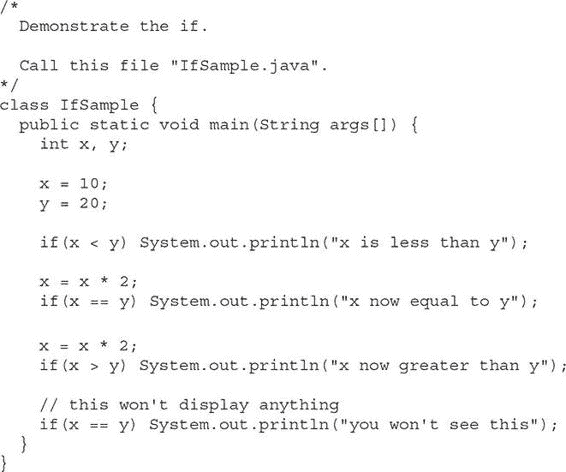 /*
  Demonstrate the if.

  Call this file "IfSample.java".
*/
class IfSample {
  public static void main(String args[]) {
    int x, y;

    x = 10;
    y = 20;

    if(x < y) System.out.println("x is less than y");

    x = x * 2;
    if(x == y) System.out.println("x now equal to y");

    x = x * 2;
    if(x > y) System.out.println("x now greater than y");

    // this won't display anything
    if(x == y) System.out.println("you won't see this");
  }
}